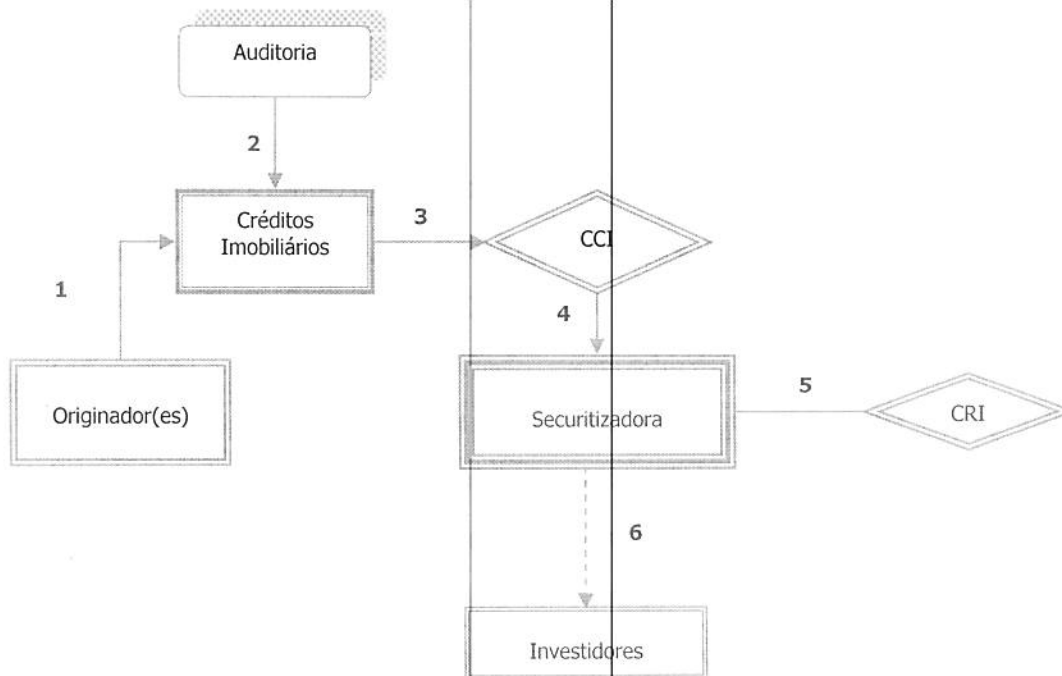 Auditoria
2
Créditos
Imobiliários
3
CCI
1
4
Originador(es)
Securitizadora
5
CRI
6
Investidores